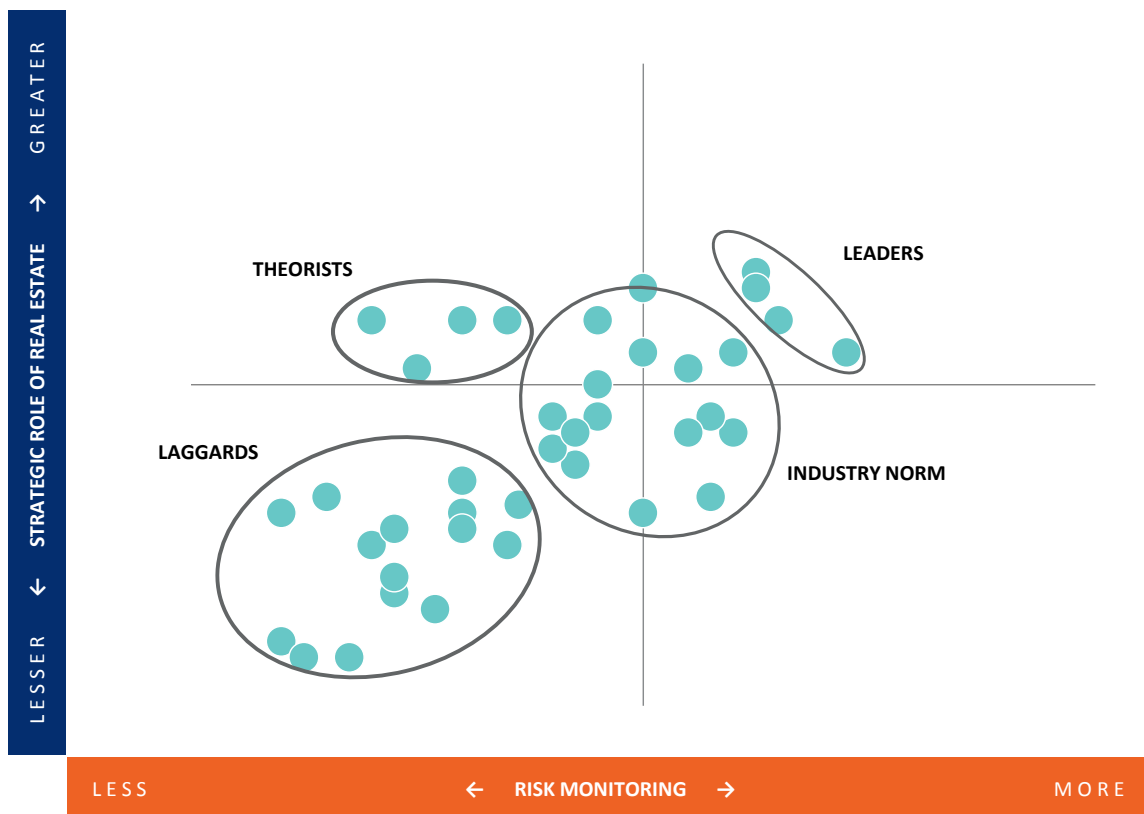 GREATER
↑
STRATEGIC ROLE OF REAL ESTATE
↓
LESSER
THEORISTS
LEADERS
LAGGARDS
INDUSTRY NORM
LESS ← RISK MONITORING → MORE